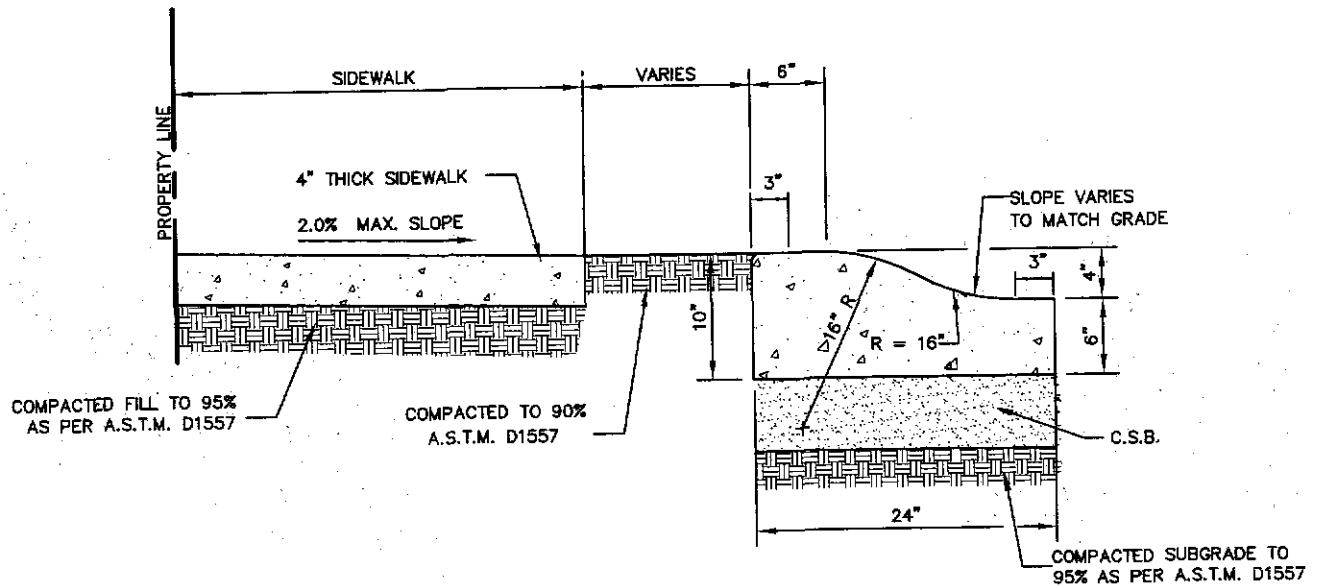 SIDEWALK
VARIES
6"
PROPERTY LINE
4" THICK SIDEWALK
3"
SLOPE VARIES
TO MATCH GRADE
2.0% MAX. SLOPE
3"
4"
10"
16" R
R = 16"
6"
COMPACTED FILL TO 95%
AS PER A.S.T.M. D1557
COMPACTED TO 90%
A.S.T.M. D1557
C.S.B.
24"
COMPACTED SUBGRADE TO
95% AS PER A.S.T.M. D1557